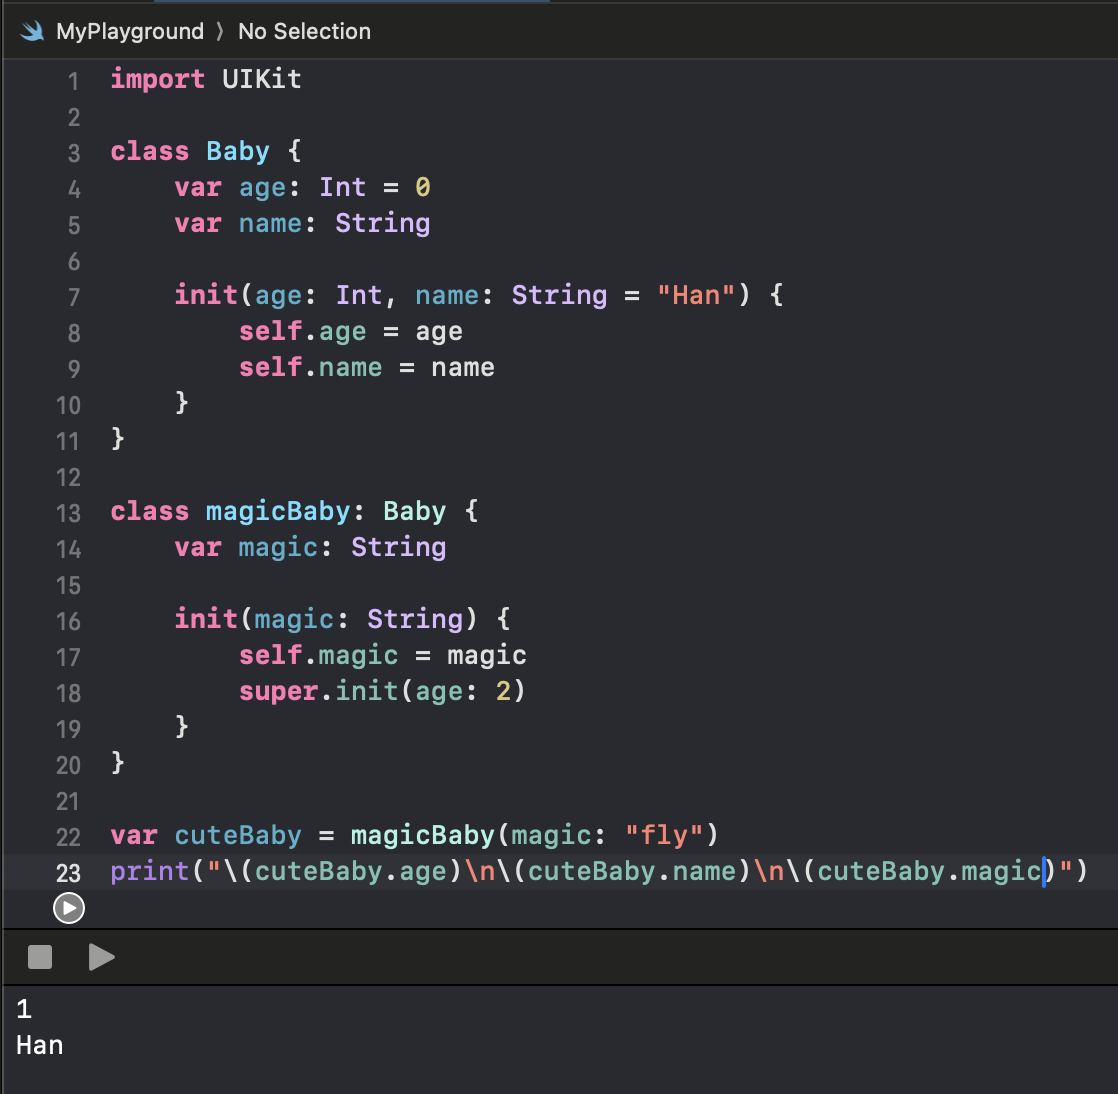 MyPlayground 〉 No Selection
1 import UIKit
2
3 class Baby {
4     var age: Int = 0
5     var name: String
6
7     init(age: Int, name: String = "Han") {
8         self.age = age
9         self.name = name
10     }
11 }
12
13 class magicBaby: Baby {
14     var magic: String
15
16     init(magic: String) {
17         self.magic = magic
18         super.init(age: 2)
19     }
20 }
21
22 var cuteBaby = magicBaby(magic: "fly")
23 print("\(cuteBaby.age)\n\(cuteBaby.name)\n\(cuteBaby.magic)")
1
Han